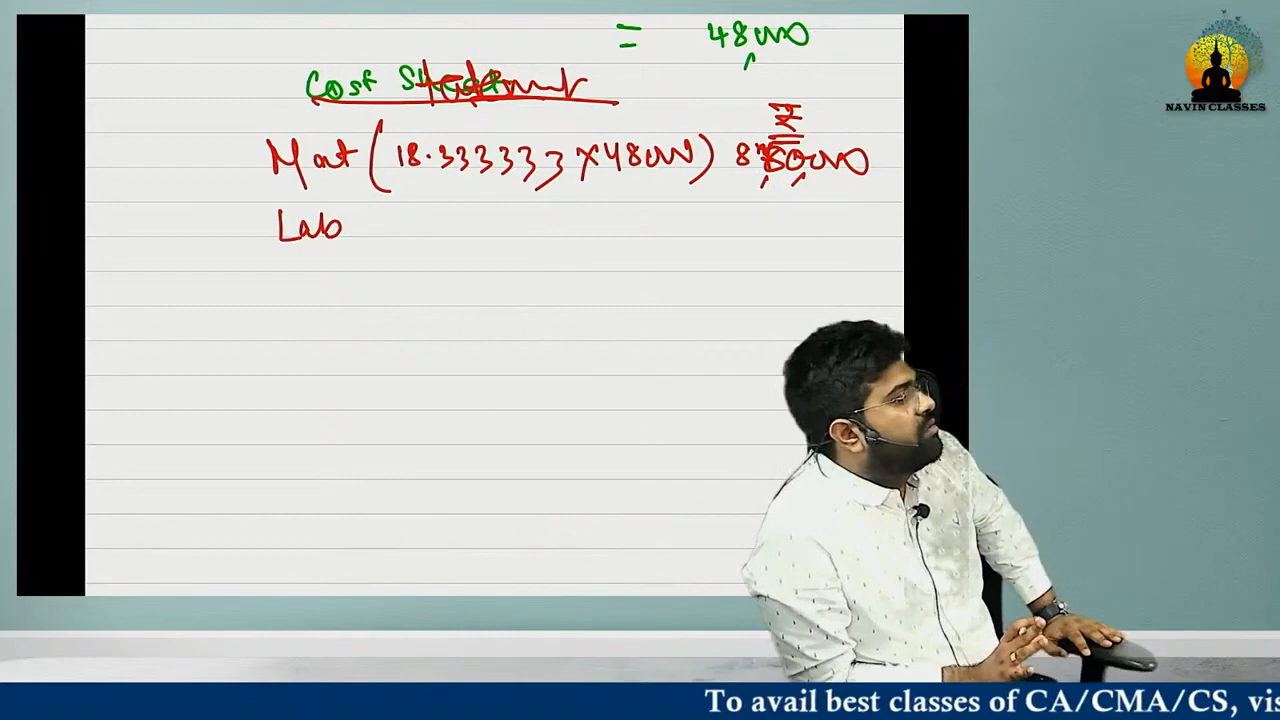 = 48000
NAVIN CLASSES
Cost Statement
₹
Mat (18.333333 × 48000) 880000
Lab
To avail best classes of CA/CMA/CS, vis